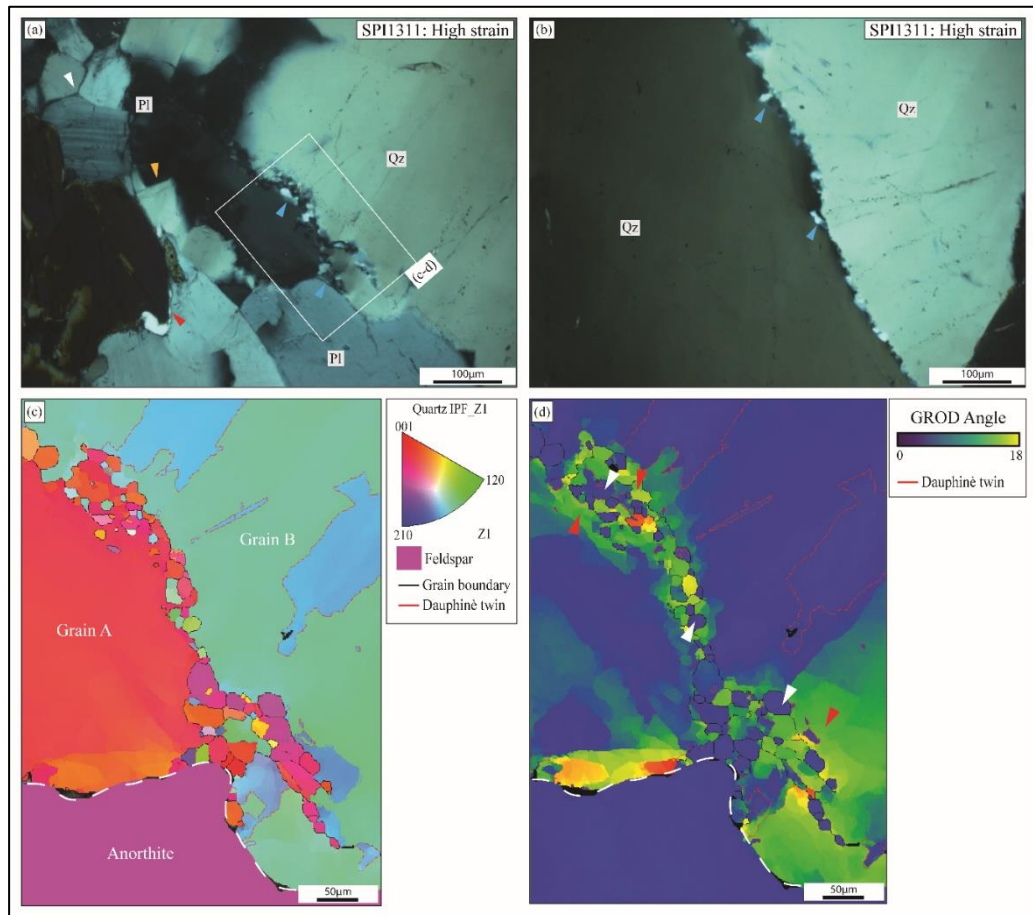 (a)
SPI1311: High strain
Pl
Qz
(c-d)
Pl
100µm
(b)
SPI1311: High strain
Qz
Qz
100µm
(c)
Grain B
Grain A
Anorthite
50µm
Quartz IPF_Z1
001
120
210
Z1
Feldspar
Grain boundary
Dauphinè twin
(d)
50µm
GROD Angle
0
18
Dauphinè twin